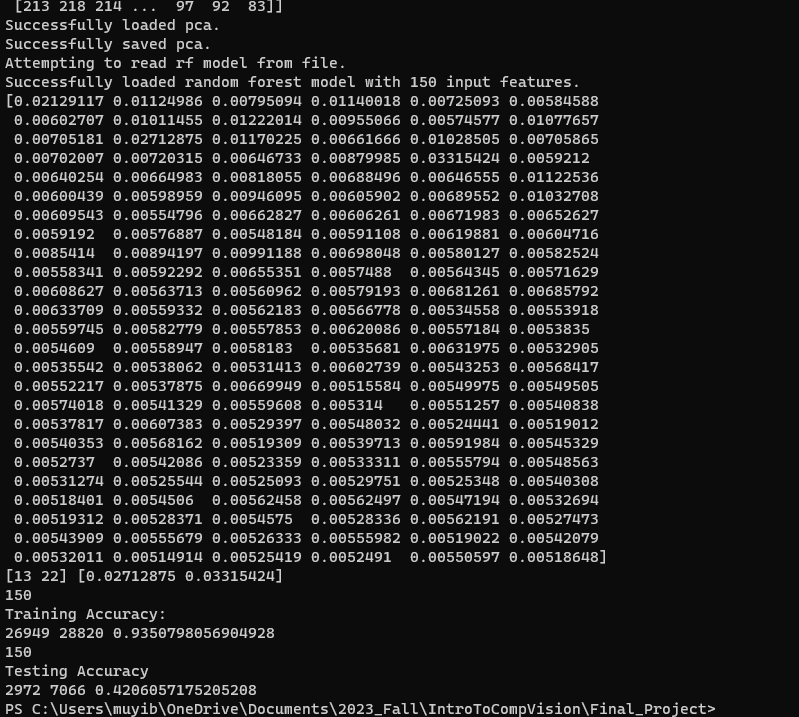 [213 218 214 ... 97 92 83]]
Successfully loaded pca.
Successfully saved pca.
Attempting to read rf model from file.
Successfully loaded random forest model with 150 input features.
[0.02129117 0.01124986 0.00795094 0.01140018 0.00725093 0.00584588
0.00602707 0.01011455 0.01222014 0.00955066 0.00574577 0.01077657
0.00705181 0.02712875 0.01170225 0.00661666 0.01028505 0.00705865
0.00702007 0.00720315 0.00646733 0.00879985 0.03315424 0.0059212
0.00640254 0.00664983 0.00818055 0.00688496 0.00646555 0.01122536
0.00600439 0.00598959 0.00946095 0.00605902 0.00689552 0.01032708
0.00609543 0.00554796 0.00662827 0.00606261 0.00671983 0.00652627
0.0059192 0.00576887 0.00548184 0.00591108 0.00619881 0.00604716
0.0085414 0.00894197 0.00991188 0.00698048 0.00580127 0.00582524
0.00558341 0.00592292 0.00655351 0.0057488 0.00564345 0.00571629
0.00608627 0.00563713 0.00560962 0.00579193 0.00681261 0.00685792
0.00633709 0.00559332 0.00562183 0.00566778 0.00534558 0.00553918
0.00559745 0.00582779 0.00557853 0.00620086 0.00557184 0.0053835
0.0054609 0.00558947 0.0058183 0.00535681 0.00631975 0.00532905
0.00535542 0.00538062 0.00531413 0.00602739 0.00543253 0.00568417
0.00552217 0.00537875 0.00669949 0.00515584 0.00549975 0.00549505
0.00574018 0.00541329 0.00559608 0.005314 0.00551257 0.00540838
0.00537817 0.00607383 0.00529397 0.00548032 0.00524441 0.00519012
0.00540353 0.00568162 0.00519309 0.00539713 0.00591984 0.00545329
0.0052737 0.00542086 0.00523359 0.00533311 0.00555794 0.00548563
0.00531274 0.00525544 0.00525093 0.00529751 0.00525348 0.00540308
0.00518401 0.0054506 0.00562458 0.00562497 0.00547194 0.00532694
0.00519312 0.00528371 0.0054575 0.00528336 0.00562191 0.00527473
0.00543909 0.00555679 0.00526333 0.00555982 0.00519022 0.00542079
0.00532011 0.00514914 0.00525419 0.0052491 0.00550597 0.00518648]
[13 22] [0.02712875 0.03315424]
150
Training Accuracy:
26949 28820 0.9350798056904928
150
Testing Accuracy
2972 7066 0.4206057175205208
PS C:\Users\muyib\OneDrive\Documents\2023_Fall\IntroToCompVision\Final_Project>